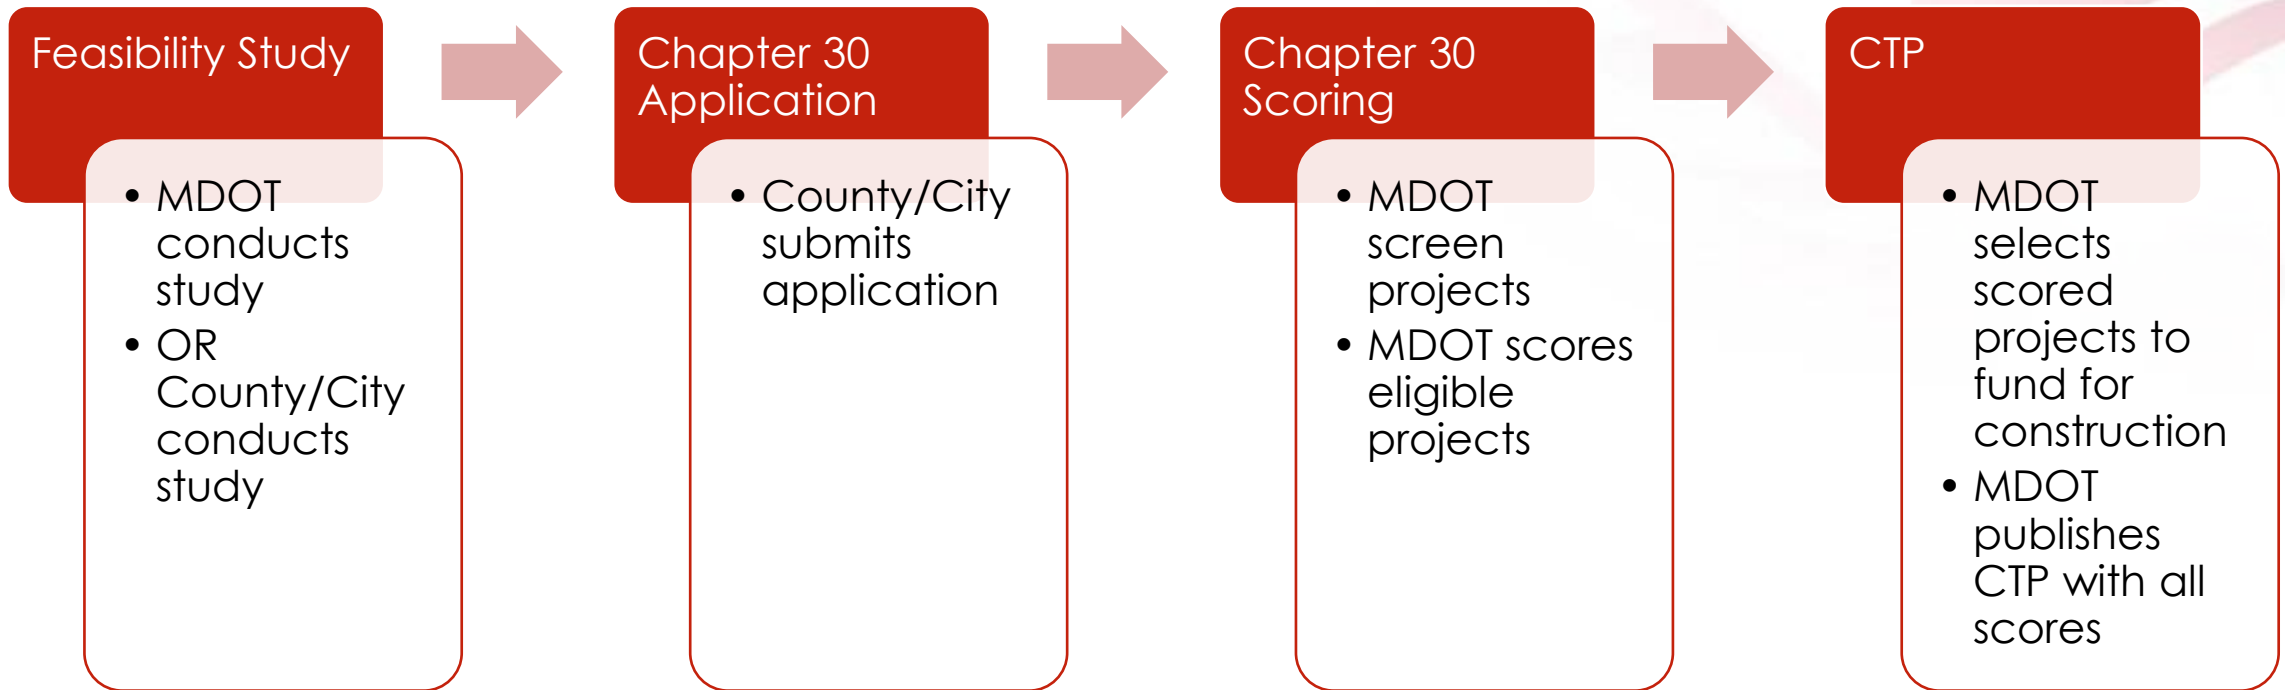 Feasibility Study
• MDOT
conducts
study
• OR
County/City
conducts
study
Chapter 30
Application
• County/City
submits
application
Chapter 30
Scoring
• MDOT
screen
projects
• MDOT scores
eligible
projects
CTP
• MDOT
selects
scored
projects to
fund for
construction
• MDOT
publishes
CTP with all
scores